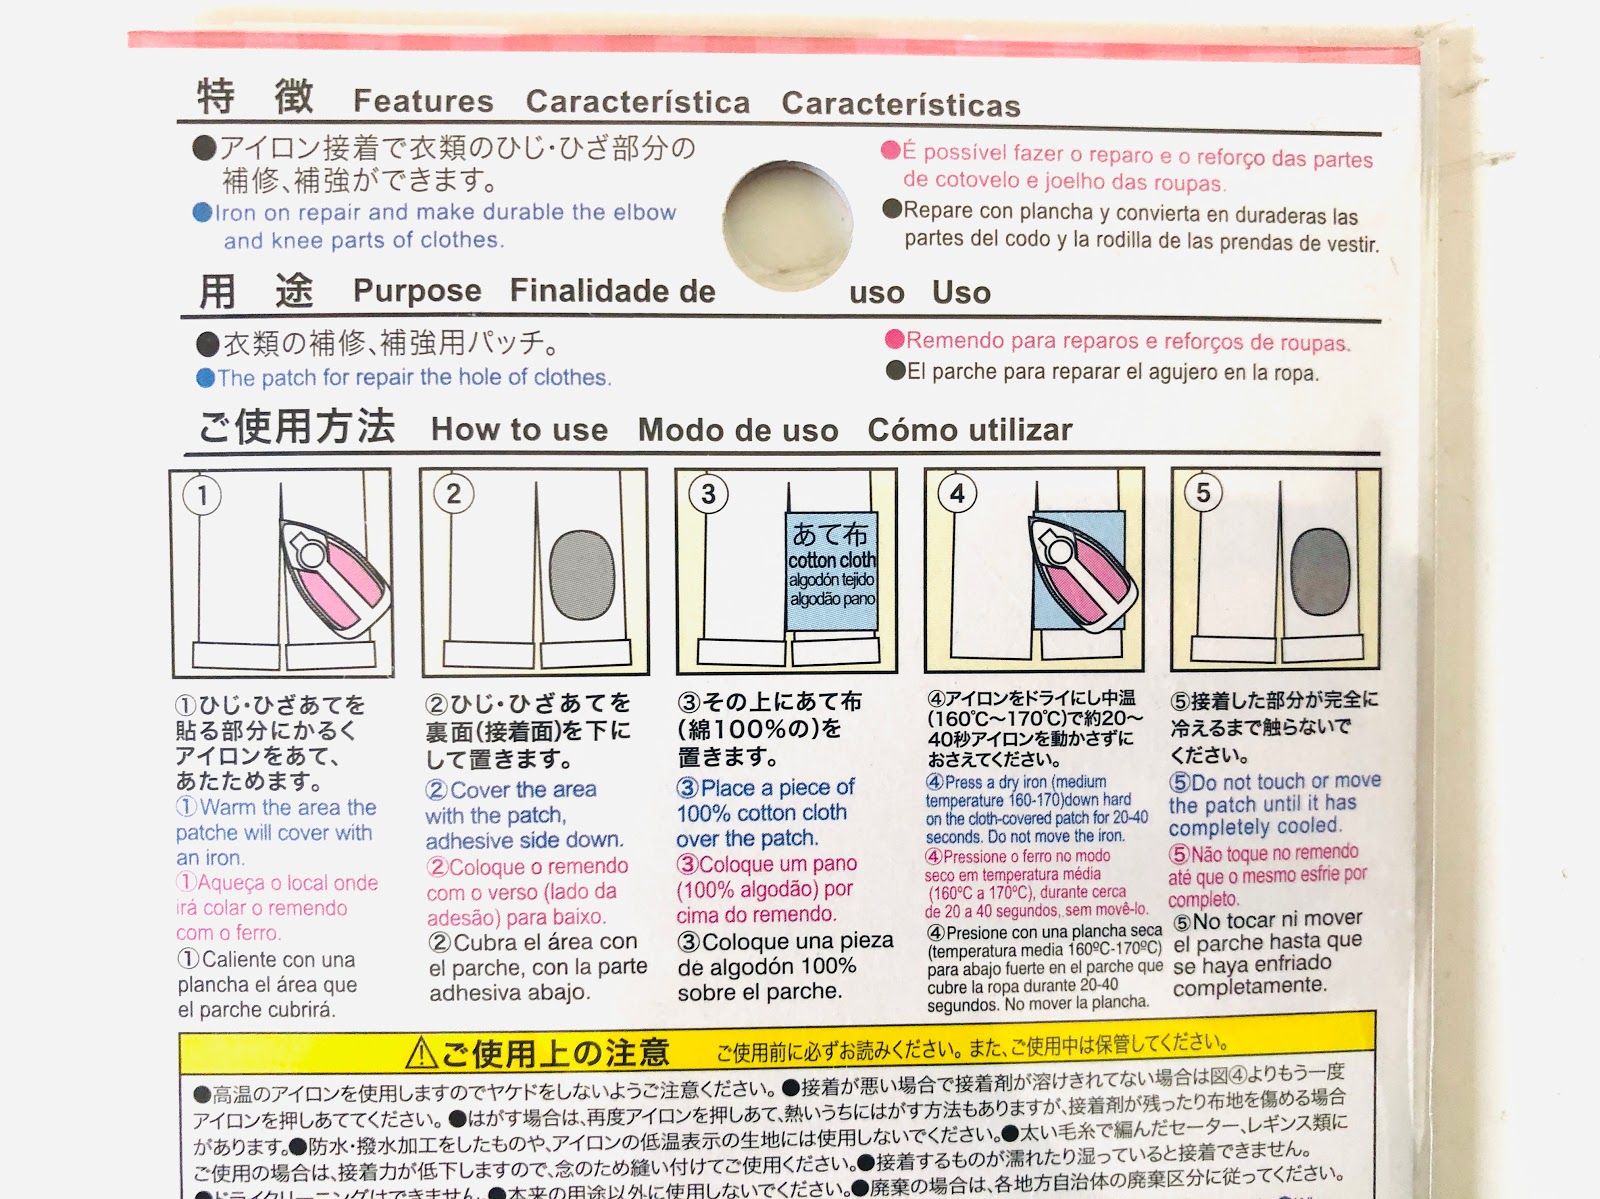 特 徴 Features Característica Características
●アイロン接着で衣類のひじ・ひざ部分の
補修、補強ができます。
●Iron on repair and make durable the elbow
and knee parts of clothes.
●É possível fazer o reparo e o reforço das partes
de cotovelo e joelho das roupas.
●Repare con plancha y convierta en duraderas las
partes del codo y la rodilla de las prendas de vestir.
用 途 Purpose Finalidade de uso Uso
●衣類の補修、補強用パッチ。
●The patch for repair the hole of clothes.
●Remendo para reparos e reforços de roupas.
●El parche para reparar el agujero en la ropa.
ご使用方法 How to use Modo de uso Cómo utilizar
1
2
3
あて布
cotton cloth
algodón tejido
algodão pano
4
5
①ひじ・ひざあてを
貼る部分にかるく
アイロンをあて、
あたためます。
①Warm the area the
patche will cover with
an iron.
①Aqueça o local onde
irá colar o remendo
com o ferro.
①Caliente con una
plancha el área que
el parche cubrirá.
②ひじ・ひざあてを
裏面(接着面)を下に
して置きます。
②Cover the area
with the patch,
adhesive side down.
②Coloque o remendo
com o verso (lado da
adesão) para baixo.
②Cubra el área con
el parche, con la parte
adhesiva abajo.
③その上にあて布
(綿100%の)を
置きます。
③Place a piece of
100% cotton cloth
over the patch.
③Coloque um pano
(100% algodão) por
cima do remendo.
③Coloque una pieza
de algodón 100%
sobre el parche.
④アイロンをドライにし中温
(160℃〜170℃)で約20〜
40秒アイロンを動かさずに
おさえてください。
④Press a dry iron (medium
temperature 160-170)down hard
on the cloth-covered patch for 20-40
seconds. Do not move the iron.
④Pressione o ferro no modo
seco em temperatura média
(160ºC a 170ºC), durante cerca
de 20 a 40 segundos, sem movê-lo.
④Presione con una plancha seca
(temperatura media 160ºC-170ºC)
para abajo fuerte en el parche que
cubre la ropa durante 20-40
segundos. No mover la plancha.
⑤接着した部分が完全に
冷えるまで触らないで
ください。
⑤Do not touch or move
the patch until it has
completely cooled.
⑤Não toque no remendo
até que o mesmo esfrie por
completo.
⑤No tocar ni mover
el parche hasta que
se haya enfriado
completamente.
⚠ご使用上の注意 ご使用前に必ずお読みください。また、ご使用中は保管してください。
●高温のアイロンを使用しますのでヤケドをしないようご注意ください。●接着が悪い場合で接着剤が溶けきれてない場合は図④よりもう一度
アイロンを押しあててください。●はがす場合は、再度アイロンを押しあて、熱いうちにはがす方法もありますが、接着剤が残ったり布地を傷める場合
があります。●防水・撥水加工をしたものや、アイロンの低温表示の生地には使用しないでください。●太い毛糸で編んだセーター、レギンス類に
ご使用の場合は、接着力が低下しますので、念のため縫い付けてご使用ください。●接着するものが濡れたり湿っていると接着できません。
●ドライクリーニングはできません。●本来の用途以外に使用しないでください。●廃棄の場合は、各地方自治体の廃棄区分に従ってください。